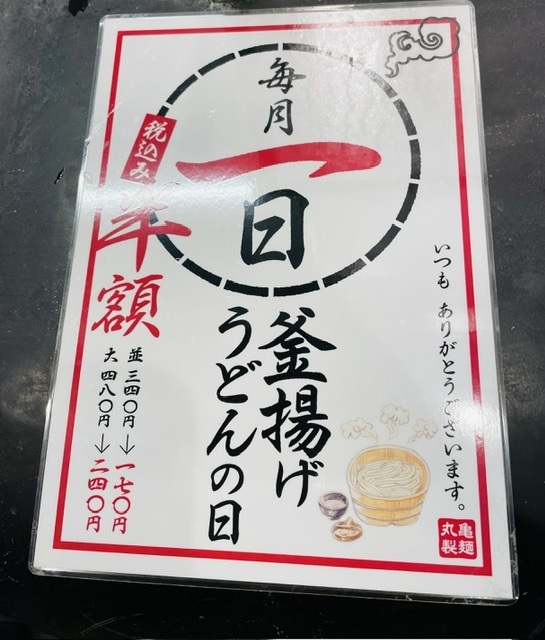 いつも ありがとうございます。
毎月
一日
釜揚げ
うどんの日
税込み
半額
並 三四〇円→一七〇円
大 四八〇円→二四〇円
丸亀
製麺